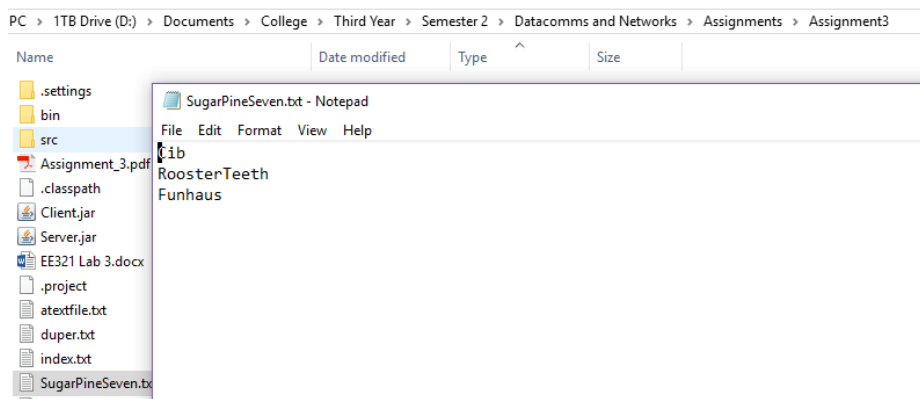 PC > 1TB Drive (D:) > Documents > College > Third Year > Semester 2 > Datacomms and Networks > Assignments > Assignment3
Name Date modified Type Size
.settings
bin
src
Assignment_3.pdf
.classpath
Client.jar
Server.jar
EE321 Lab 3.docx
.project
atextfile.txt
duper.txt
index.txt
SugarPineSeven.tx
SugarPineSeven.txt - Notepad
File Edit Format View Help
Cib
RoosterTeeth
Funhaus